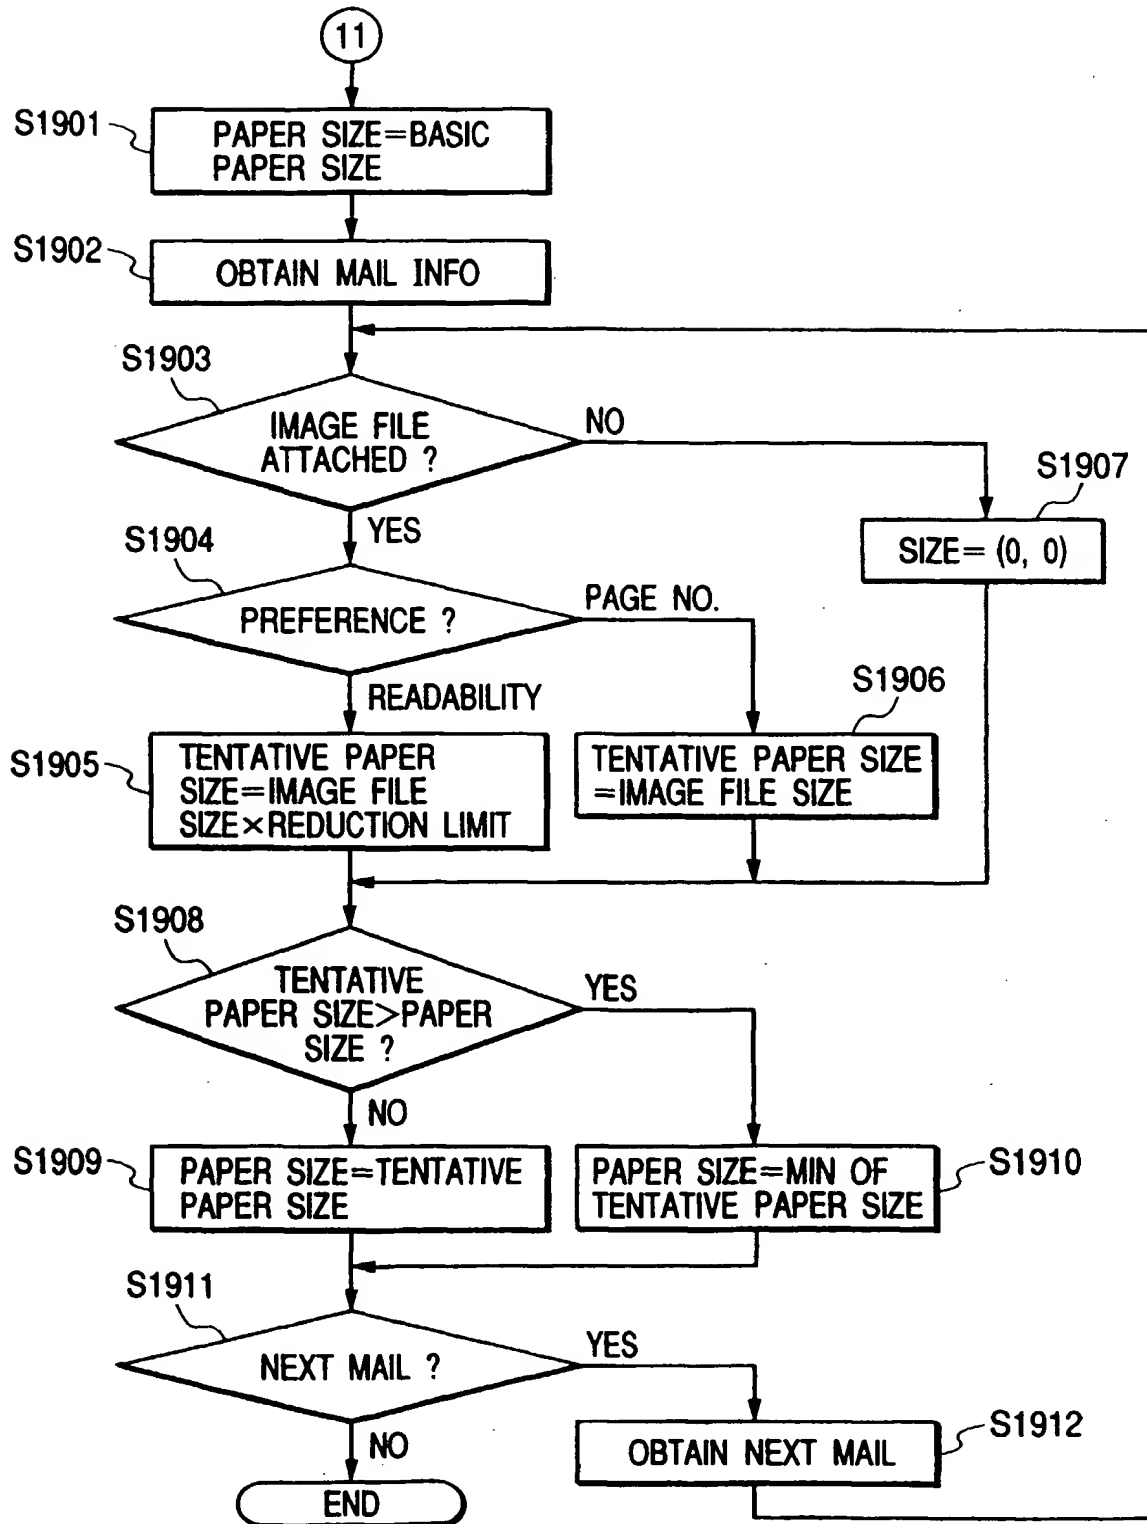 11
S1901
PAPER SIZE=BASIC
PAPER SIZE
S1902
OBTAIN MAIL INFO
S1903
IMAGE FILE
ATTACHED ?
NO
YES
S1907
SIZE= (0, 0)
S1904
PREFERENCE ?
PAGE NO.
READABILITY
S1905
TENTATIVE PAPER
SIZE=IMAGE FILE
SIZE×REDUCTION LIMIT
S1906
TENTATIVE PAPER SIZE
=IMAGE FILE SIZE
S1908
TENTATIVE
PAPER SIZE>PAPER
SIZE ?
YES
NO
S1909
PAPER SIZE=TENTATIVE
PAPER SIZE
S1910
PAPER SIZE=MIN OF
TENTATIVE PAPER SIZE
S1911
NEXT MAIL ?
YES
NO
S1912
OBTAIN NEXT MAIL
END